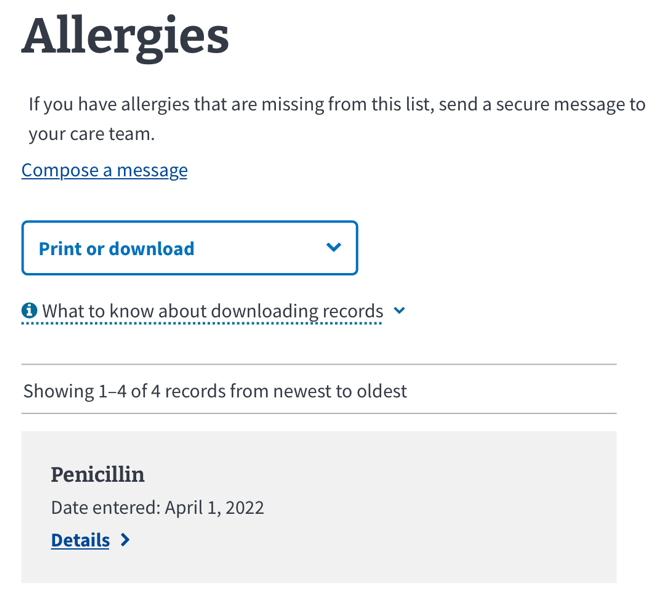 Allergies
If you have allergies that are missing from this list, send a secure message to
your care team.
Compose a message
Print or download
What to know about downloading records
Showing 1–4 of 4 records from newest to oldest
Penicillin
Date entered: April 1, 2022
Details